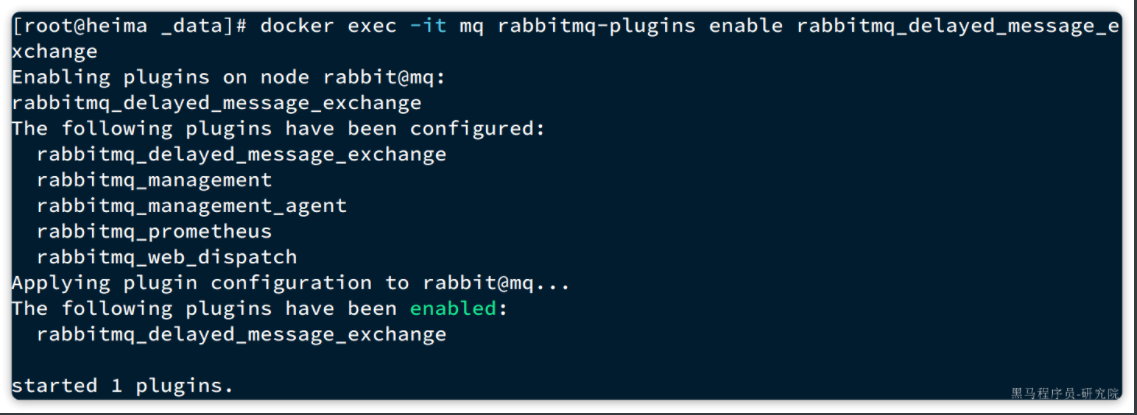 [root@heima _data]# docker exec -it mq rabbitmq-plugins enable rabbitmq_delayed_message_e
xchange
Enabling plugins on node rabbit@mq:
rabbitmq_delayed_message_exchange
The following plugins have been configured:
  rabbitmq_delayed_message_exchange
  rabbitmq_management
  rabbitmq_management_agent
  rabbitmq_prometheus
  rabbitmq_web_dispatch
Applying plugin configuration to rabbit@mq...
The following plugins have been enabled:
  rabbitmq_delayed_message_exchange
started 1 plugins.
黑马程序员-研究院